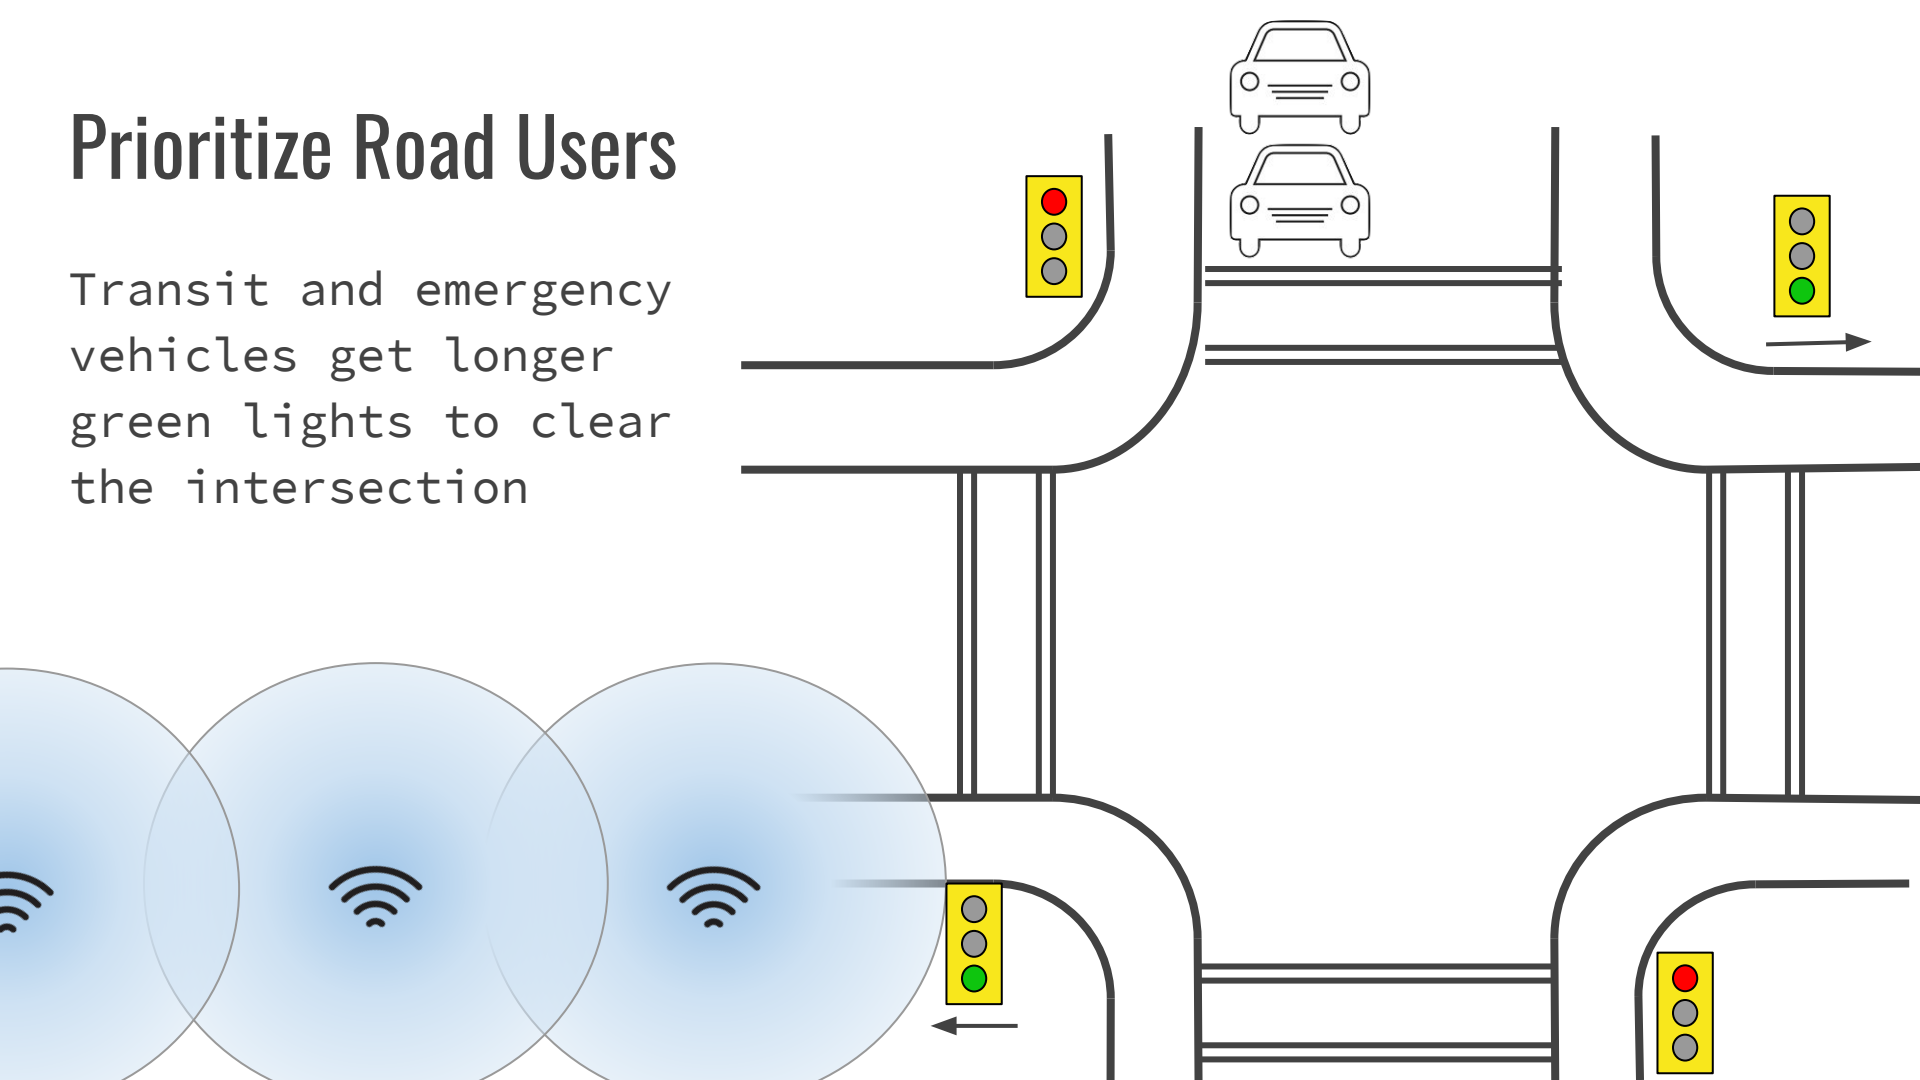 Prioritize Road Users
Transit and emergency
vehicles get longer
green lights to clear
the intersection